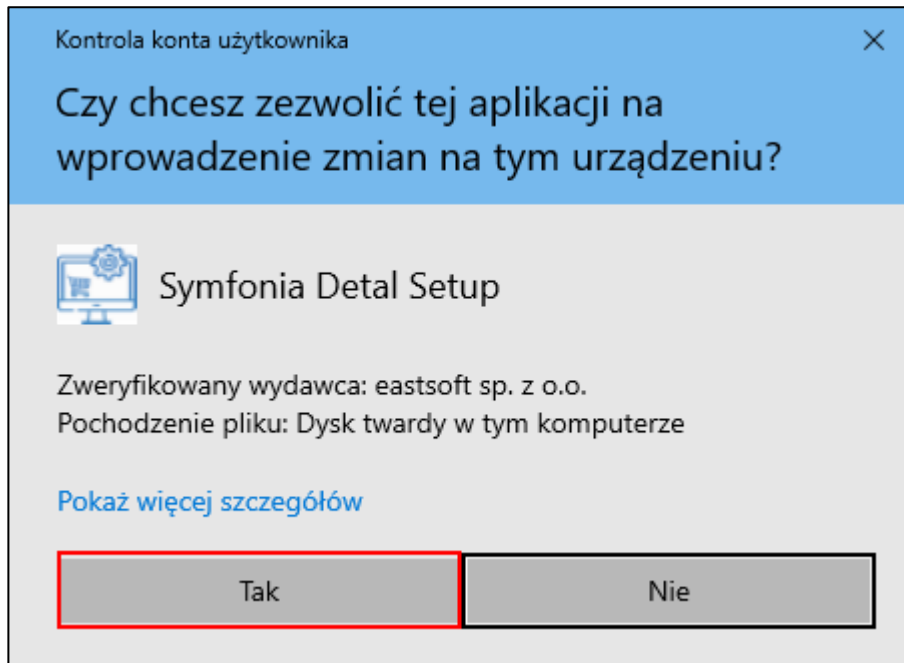 Kontrola konta użytkownika
Czy chcesz zezwolić tej aplikacji na
wprowadzenie zmian na tym urządzeniu?
Symfonia Detal Setup
Zweryfikowany wydawca: eastsoft sp. z o.o.
Pochodzenie pliku: Dysk twardy w tym komputerze
Pokaż więcej szczegółów
Tak
Nie